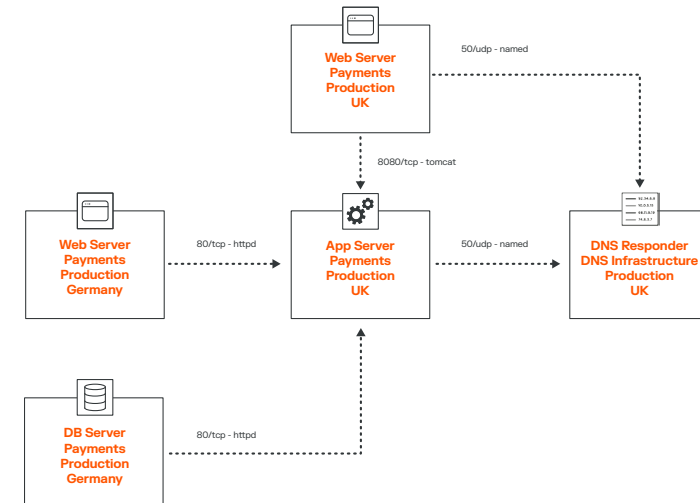 50/udp - named
Web Server
Payments
Production
UK
8080/tcp - tomcat
Web Server
Payments
Production
Germany
80/tcp - httpd
App Server
Payments
Production
UK
50/udp - named
DNS Responder
DNS Infrastructure
Production
UK
DB Server
Payments
Production
Germany
80/tcp - httpd